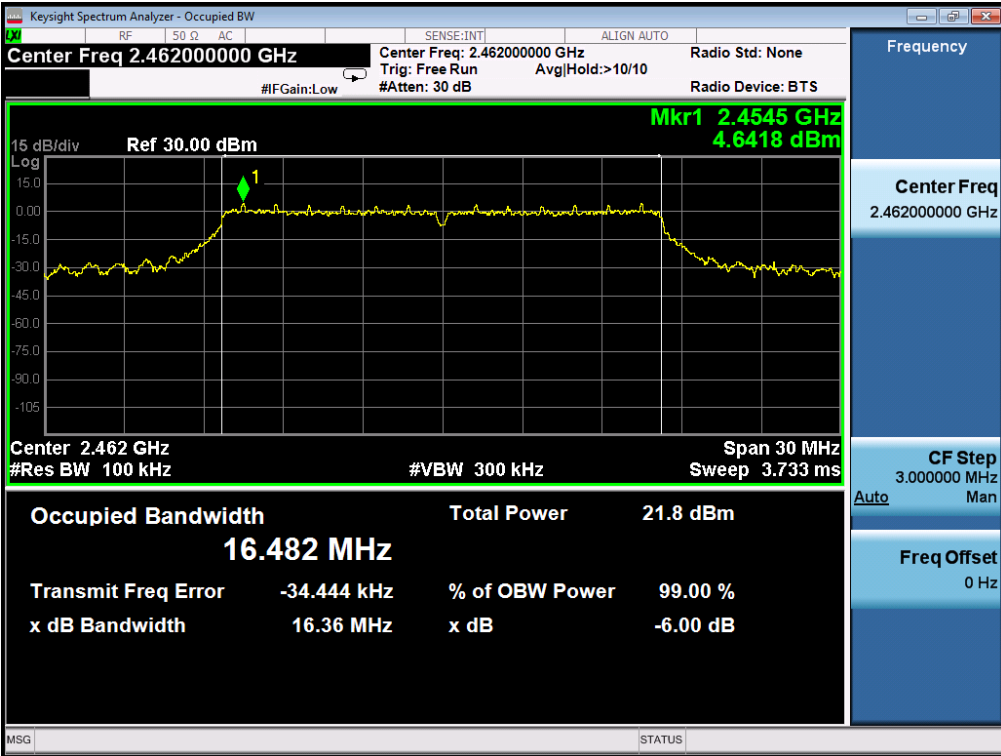 Keysight Spectrum Analyzer - Occupied BW
LXI RF 50 Ω AC SENSE:INT ALIGN AUTO
Center Freq 2.462000000 GHz
Center Freq: 2.462000000 GHz Radio Std: None
Trig: Free Run Avg|Hold:>10/10
#IFGain:Low #Atten: 30 dB Radio Device: BTS
Mkr1 2.4545 GHz
4.6418 dBm
15 dB/div Ref 30.00 dBm
Log
15.0
1
0.00
-15.0
-30.0
-45.0
-60.0
-75.0
-90.0
-105
Center 2.462 GHz Span 30 MHz
#Res BW 100 kHz #VBW 300 kHz Sweep 3.733 ms
Occupied Bandwidth Total Power 21.8 dBm
16.482 MHz
Transmit Freq Error -34.444 kHz % of OBW Power 99.00 %
x dB Bandwidth 16.36 MHz x dB -6.00 dB
MSG STATUS
Frequency
Center Freq
2.462000000 GHz
CF Step
3.000000 MHz
Auto Man
Freq Offset
0 Hz